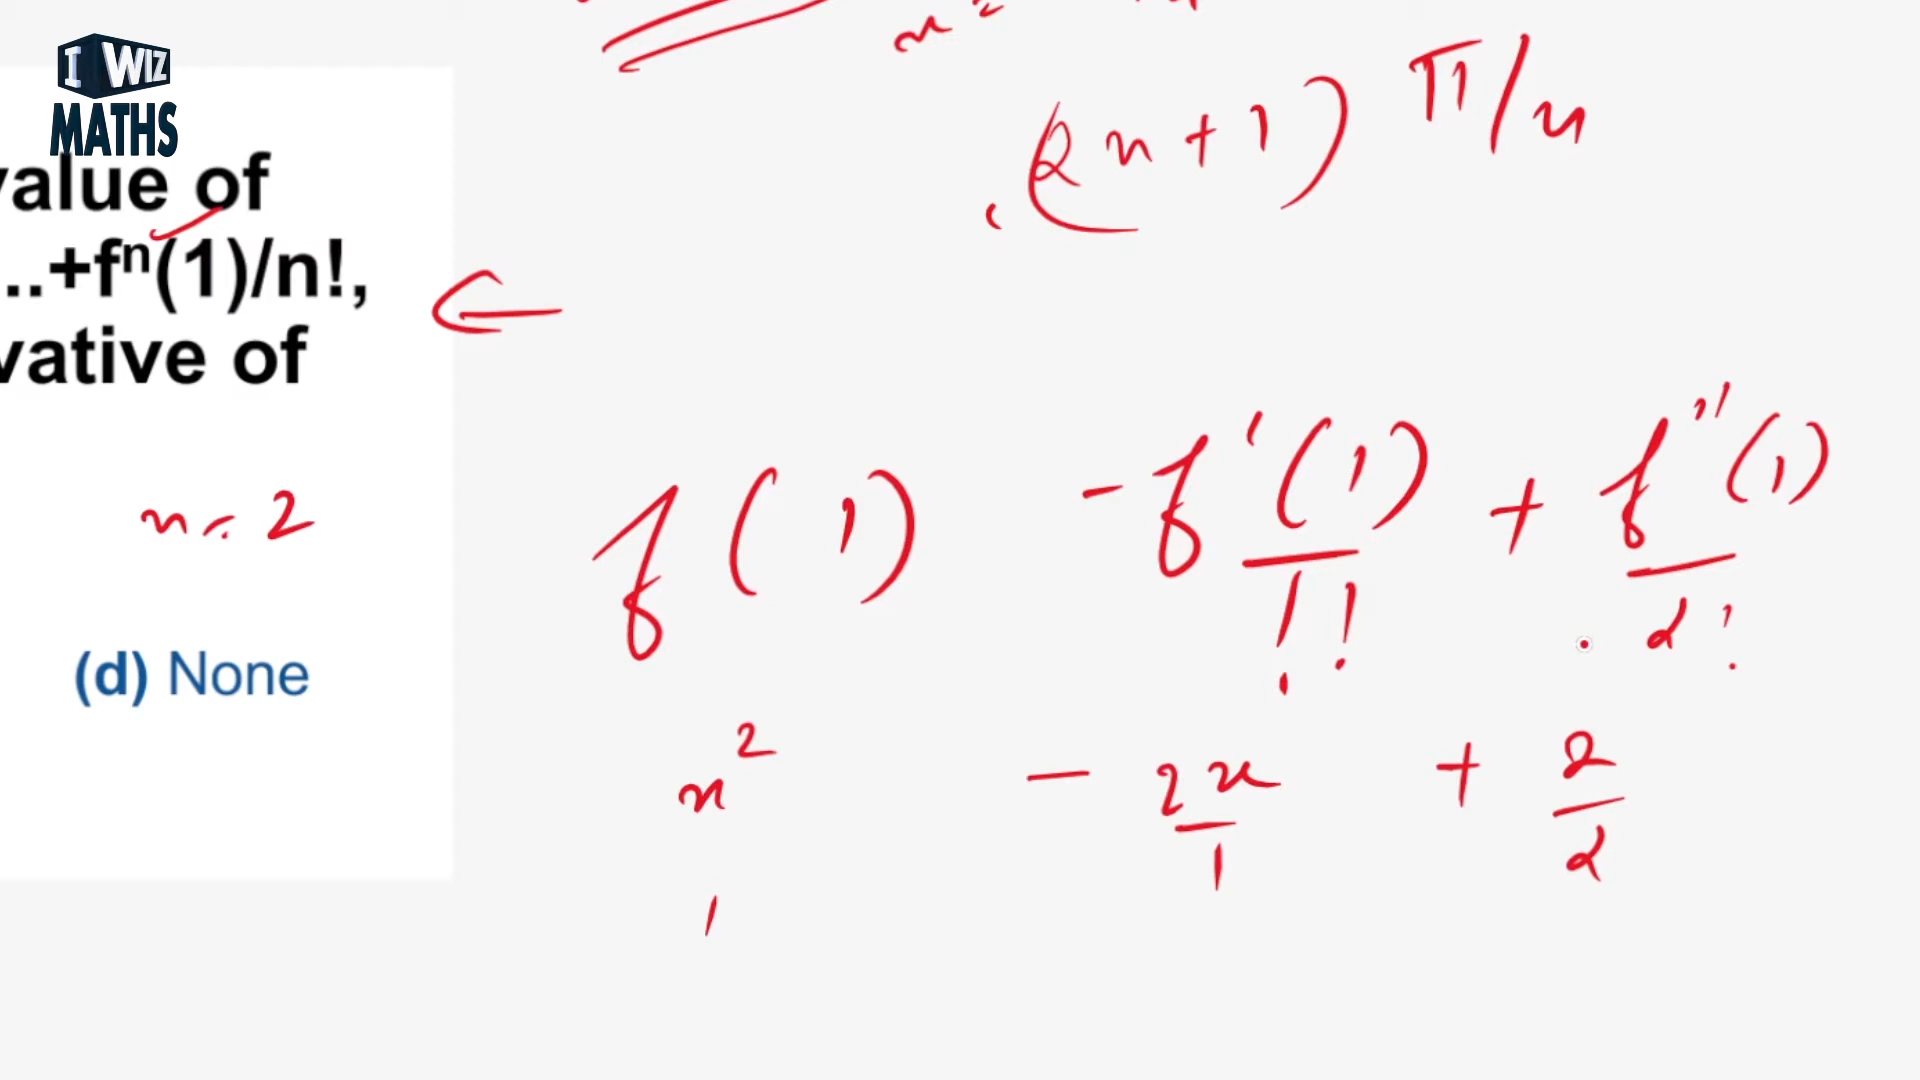 I WIZ
MATHS
value of
...+fⁿ(1)/n!,
vative of
(2n+1) π/n
n = 2
f(1) - f'(1)/1! + f''(1)/2!
(d) None
x² - 2x/1 + 2/2
1